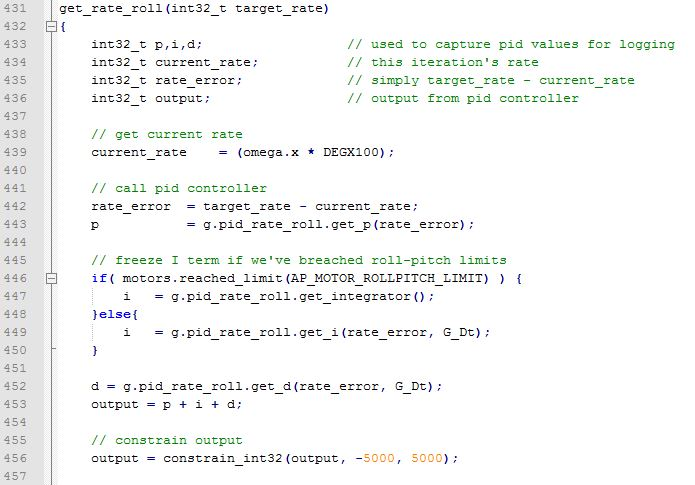 431 get_rate_roll(int32_t target_rate)
432 {
433 int32_t p,i,d; // used to capture pid values for logging
434 int32_t current_rate; // this iteration's rate
435 int32_t rate_error; // simply target_rate - current_rate
436 int32_t output; // output from pid controller
437
438 // get current rate
439 current_rate = (omega.x * DEGX100);
440
441 // call pid controller
442 rate_error = target_rate - current_rate;
443 p = g.pid_rate_roll.get_p(rate_error);
444
445 // freeze I term if we've breached roll-pitch limits
446 if( motors.reached_limit(AP_MOTOR_ROLLPITCH_LIMIT) ) {
447 i = g.pid_rate_roll.get_integrator();
448 }else{
449 i = g.pid_rate_roll.get_i(rate_error, G_Dt);
450 }
451
452 d = g.pid_rate_roll.get_d(rate_error, G_Dt);
453 output = p + i + d;
454
455 // constrain output
456 output = constrain_int32(output, -5000, 5000);
457